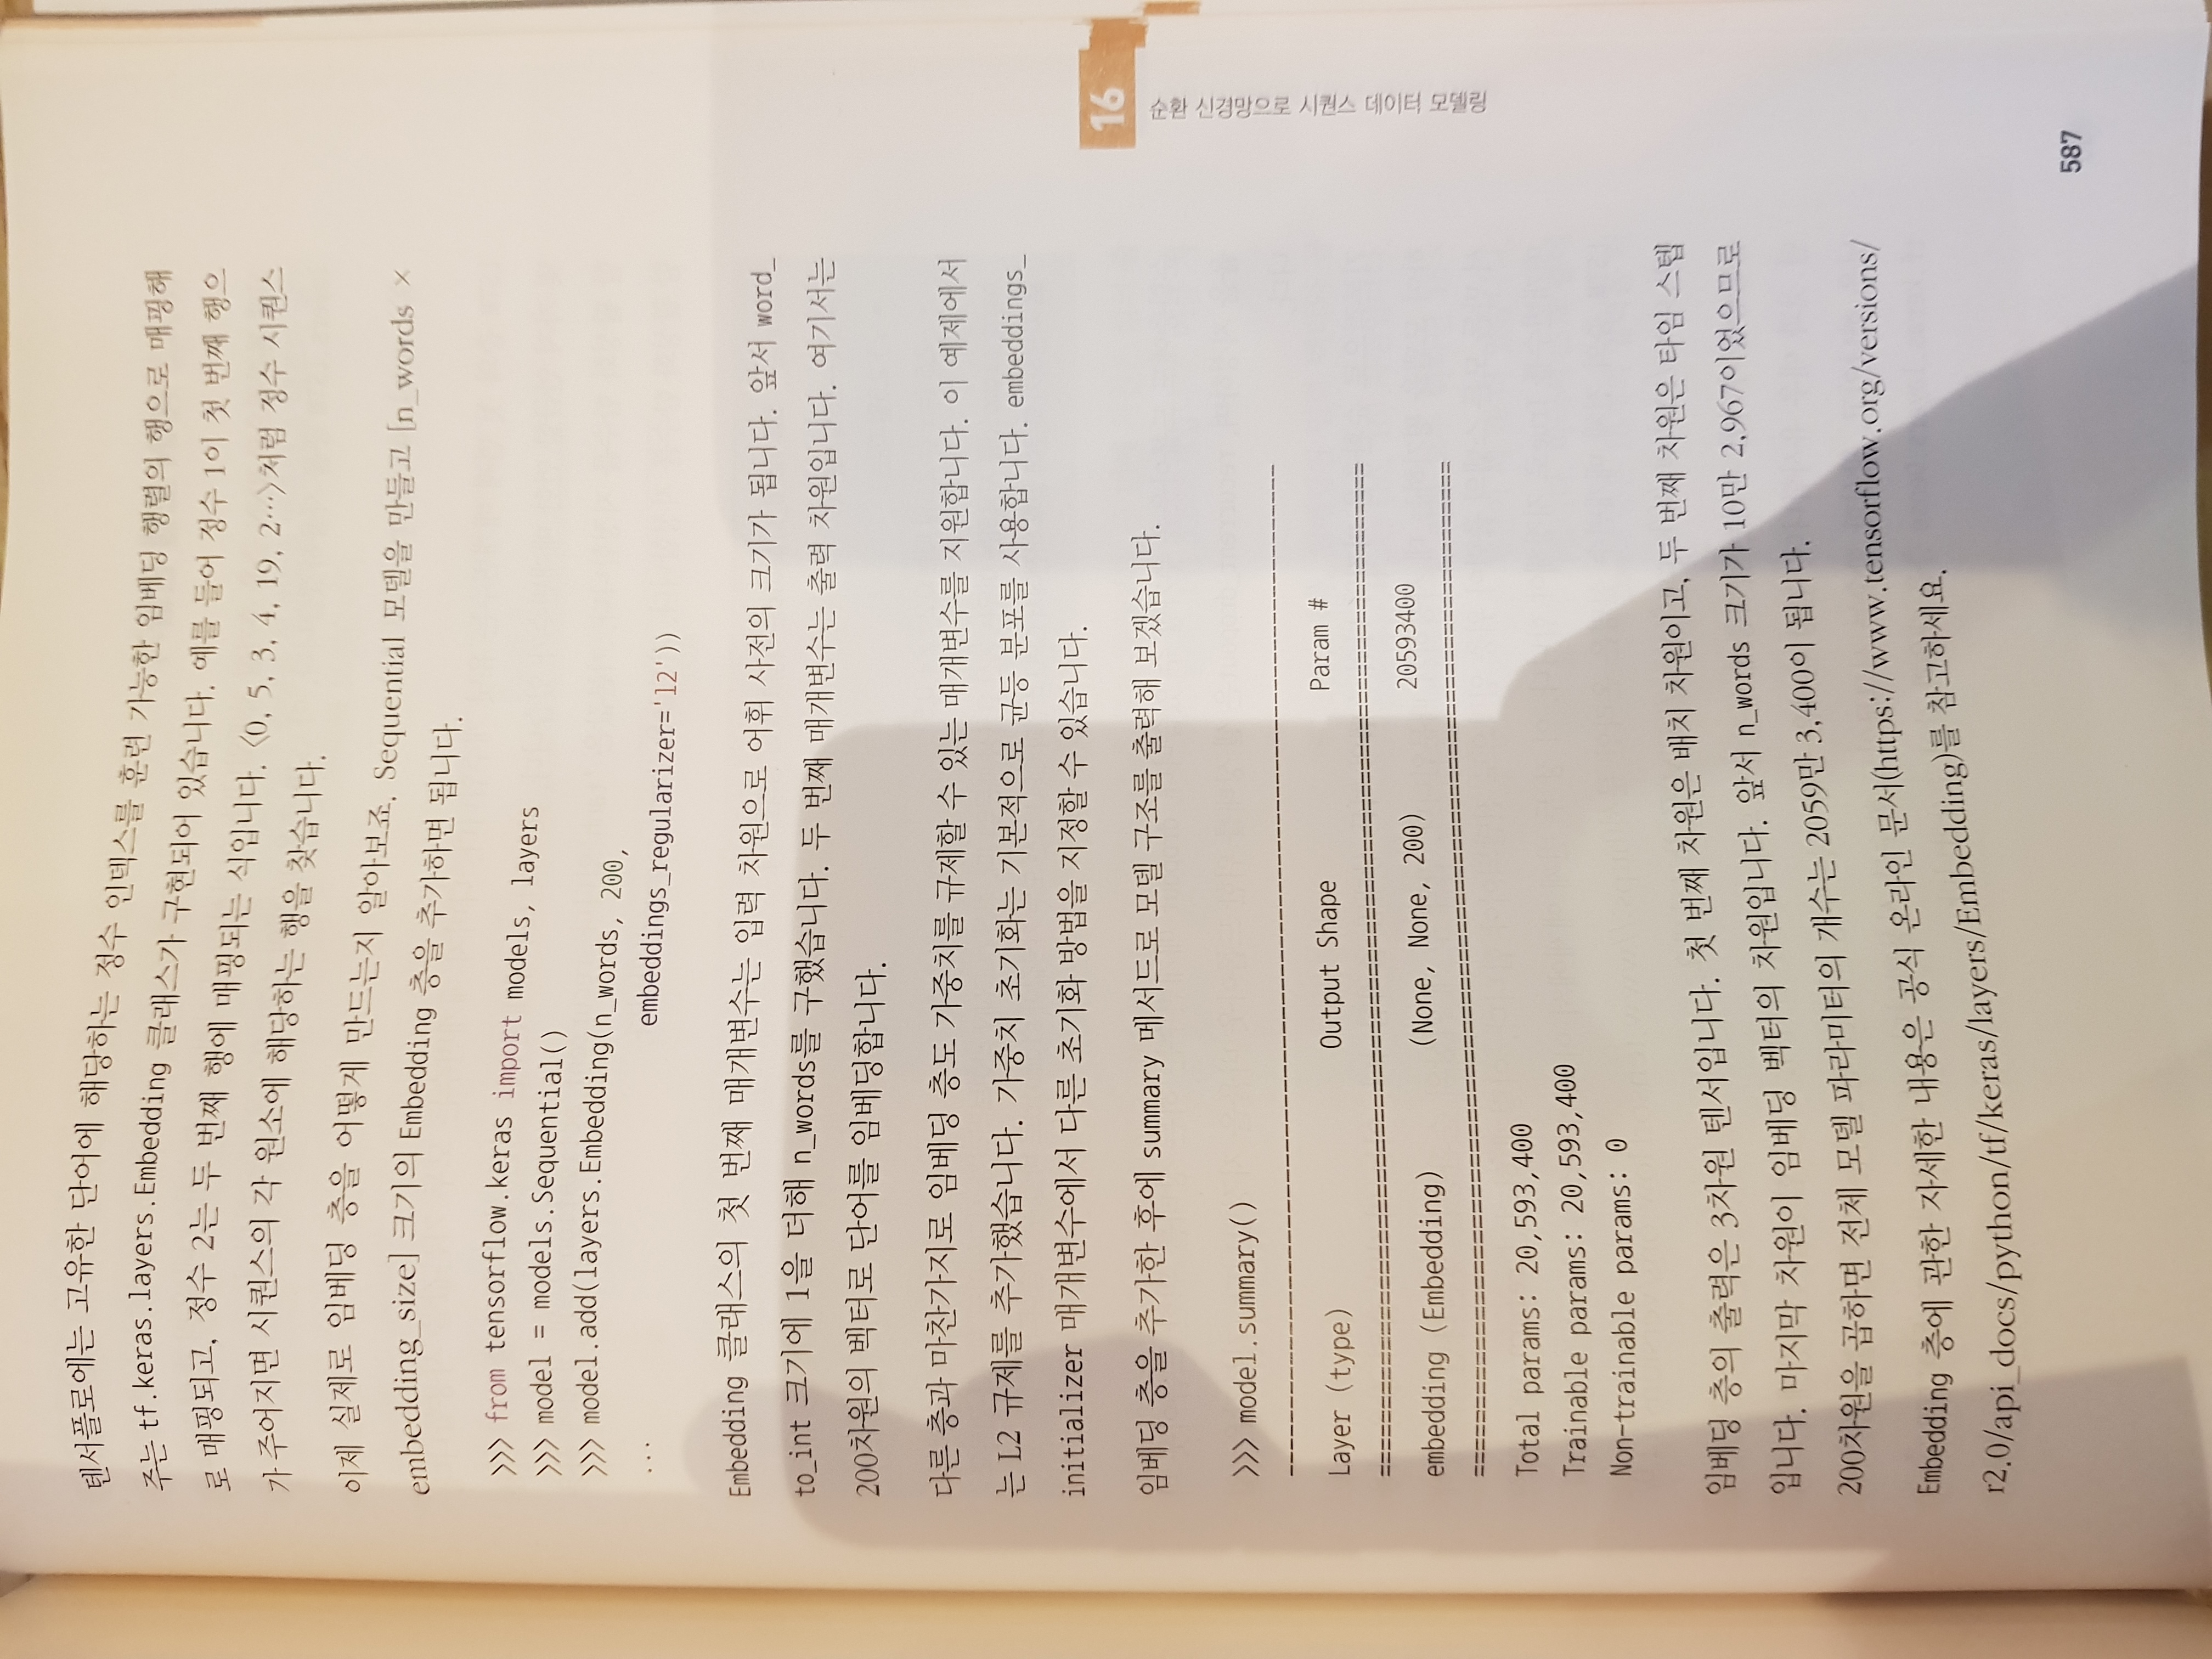 텐서플로에는 고유한 단어에 해당하는 정수 인덱스를 훈련 가능한 임베딩 행렬의 행으로 매핑해
주는 tf.keras.layers.Embedding 클래스가 구현되어 있습니다. 예를 들어 정수 1이 첫 번째 행으
로 매핑되고, 정수 2는 두 번째 행에 매핑되는 식입니다. 〈0, 5, 3, 4, 19, 2…〉처럼 정수 시퀀스
가 주어지면 시퀀스의 각 원소에 해당하는 행을 찾습니다.
이제 실제로 임베딩 층을 어떻게 만드는지 알아보죠. Sequential 모델을 만들고 [n_words ×
embedding_size] 크기의 Embedding 층을 추가하면 됩니다.
>>> from tensorflow.keras import models, layers
>>> model = models.Sequential()
>>> model.add(layers.Embedding(n_words, 200,
... embeddings_regularizer='l2'))
Embedding 클래스의 첫 번째 매개변수는 입력 차원으로 어휘 사전의 크기가 됩니다. 앞서 word_
to_int 크기에 1을 더해 n_words를 구했습니다. 두 번째 매개변수는 출력 차원입니다. 여기서는
200차원의 벡터로 단어를 임베딩합니다.
다른 층과 마찬가지로 임베딩 층도 가중치를 규제할 수 있는 매개변수를 지원합니다. 이 예제에서
는 L2 규제를 추가했습니다. 가중치 초기화는 기본적으로 균등 분포를 사용합니다. embeddings_
initializer 매개변수에서 다른 초기화 방법을 지정할 수 있습니다.
임베딩 층을 추가한 후에 summary 메서드로 모델 구조를 출력해 보겠습니다.
>>> model.summary()
Layer (type) Output Shape Param #
embedding (Embedding) (None, None, 200) 20593400
Total params: 20,593,400
Trainable params: 20,593,400
Non-trainable params: 0
임베딩 층의 출력은 3차원 텐서입니다. 첫 번째 차원은 배치 차원이고, 두 번째 차원은 타임 스텝
입니다. 마지막 차원이 임베딩 벡터의 차원입니다. 앞서 n_words 크기가 10만 2,967이었으므로
200차원을 곱하면 전체 모델 파라미터의 개수는 2059만 3,400이 됩니다.
Embedding 층에 관한 자세한 내용은 공식 온라인 문서(https://www.tensorflow.org/versions/
r2.0/api_docs/python/tf/keras/layers/Embedding)를 참고하세요.
16
순환 신경망으로 시퀀스 데이터 모델링
587